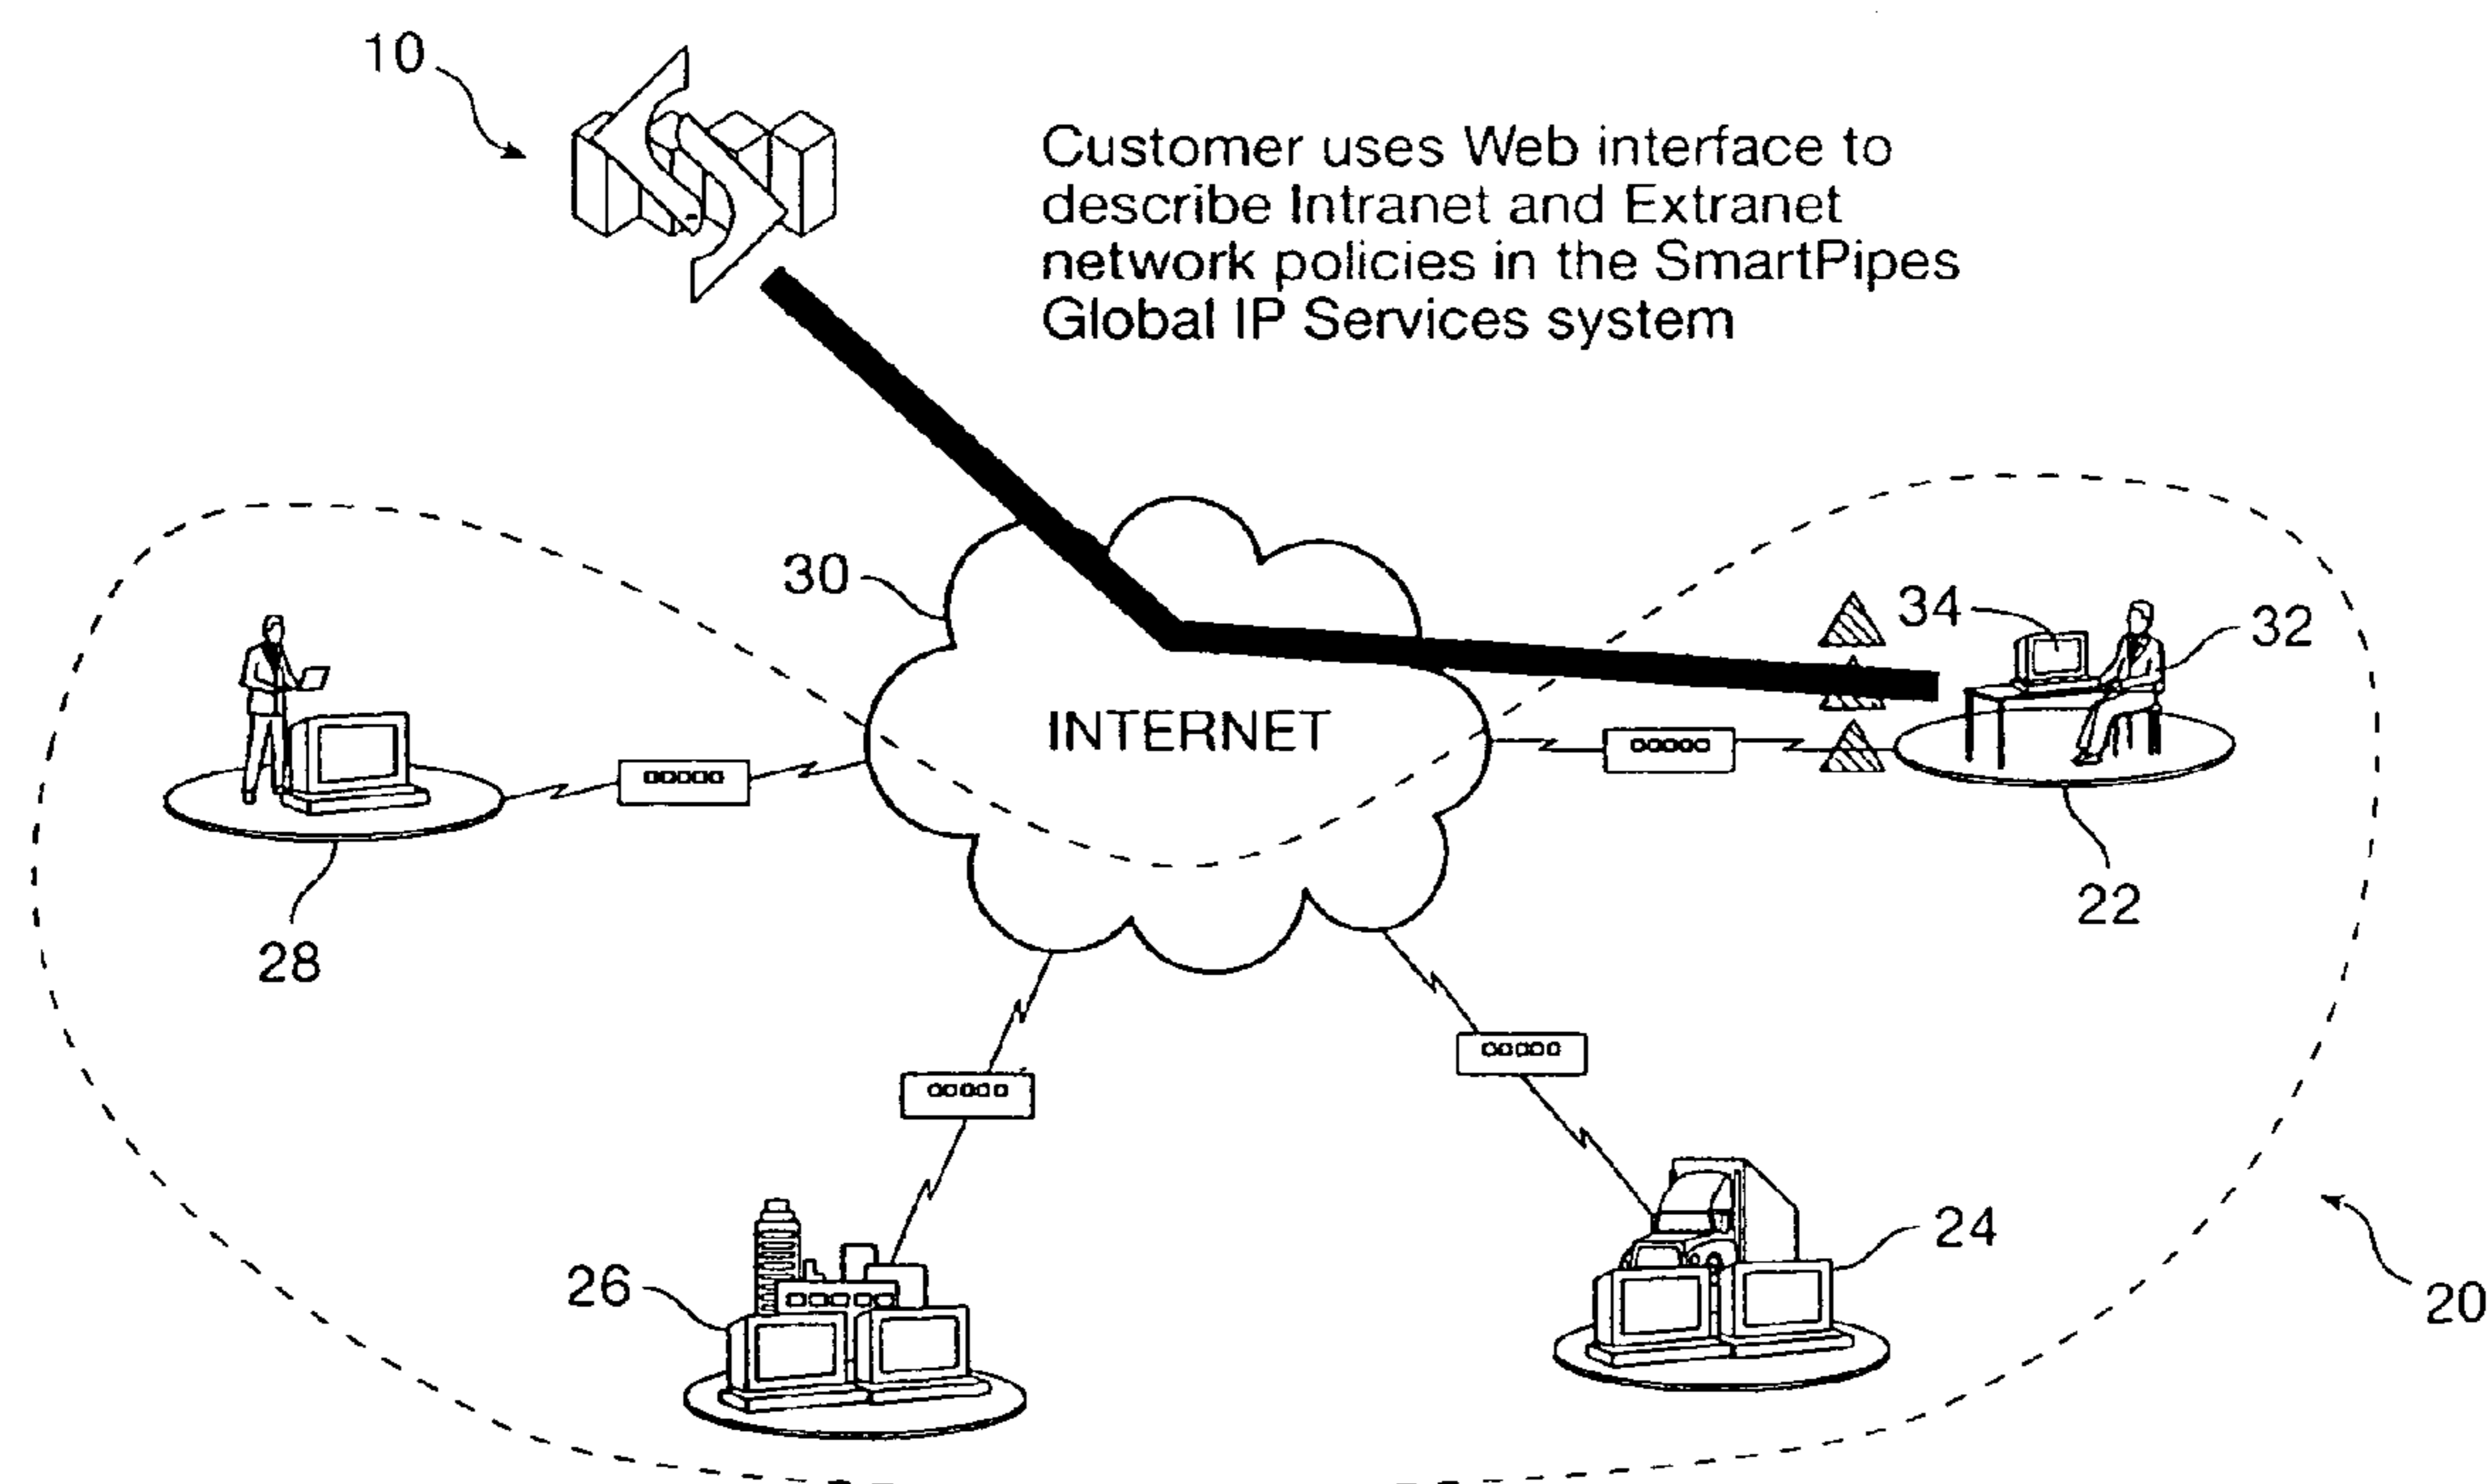 10
Customer uses Web interface to
describe Intranet and Extranet
network policies in the SmartPipes
Global IP Services system
30
34
32
INTERNET
22
28
24
26
20